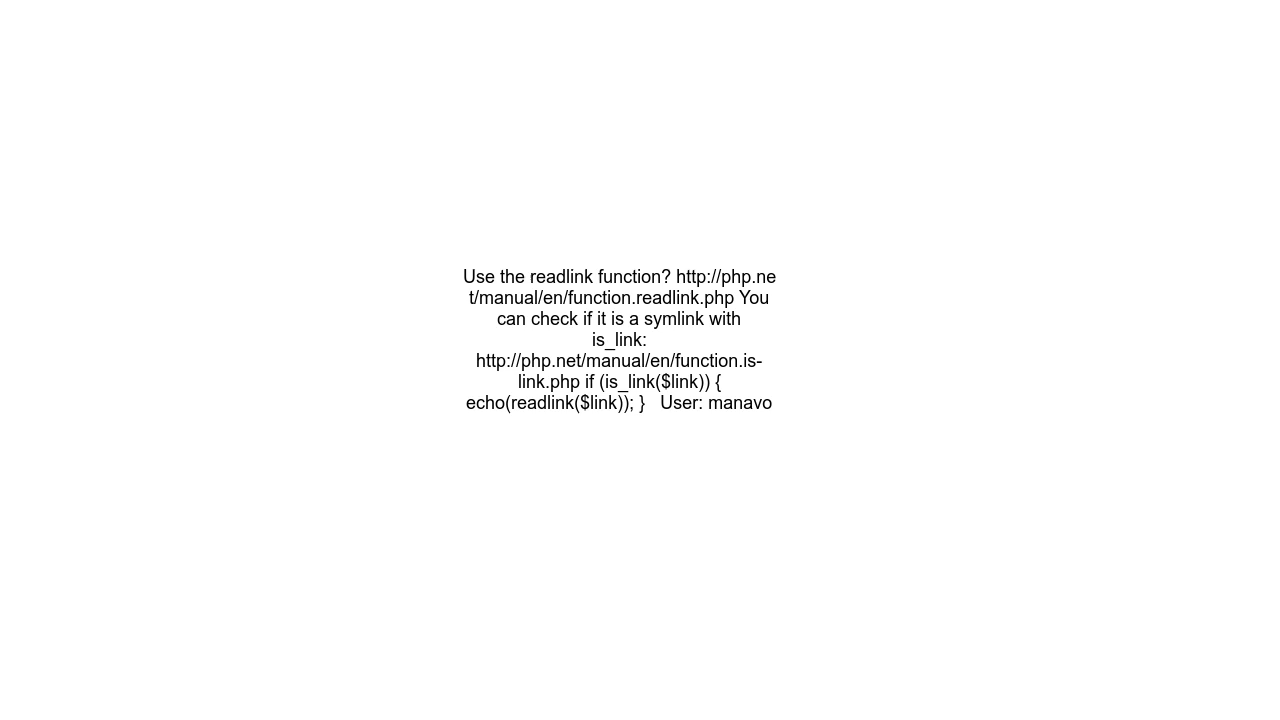 Use the readlink function? http://php.ne
t/manual/en/function.readlink.php You
can check if it is a symlink with
is_link:
http://php.net/manual/en/function.is-
link.php if (is_link($link)) {
echo(readlink($link)); }   User: manavo